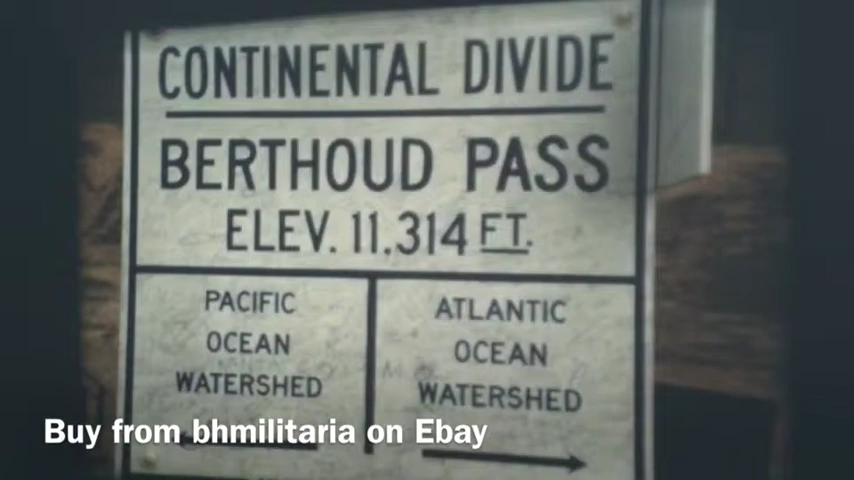 CONTINENTAL DIVIDE
BERTHOUD PASS
ELEV. 11,314 FT.
PACIFIC
OCEAN
WATERSHED
ATLANTIC
OCEAN
WATERSHED
Buy from bhmilitaria on Ebay